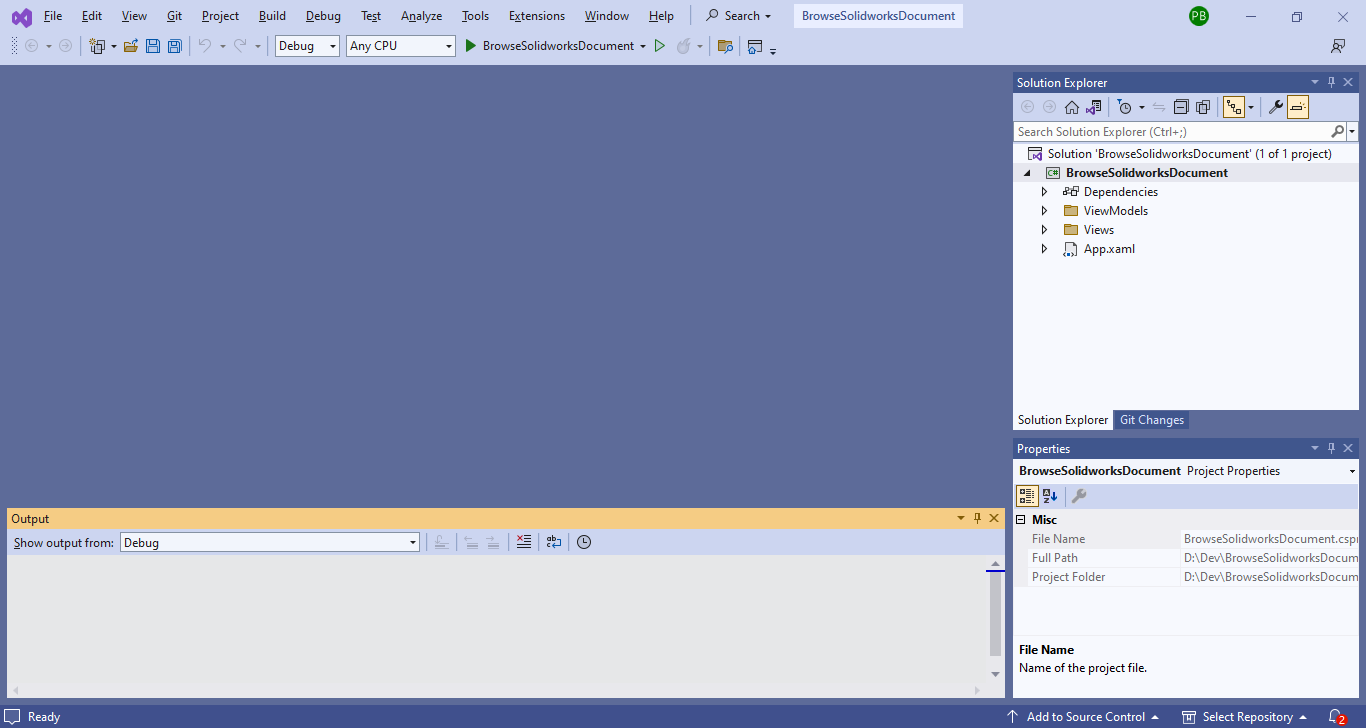 File Edit View Git Project Build Debug Test Analyze Tools Extensions Window Help Search BrowseSolidworksDocument PB
Debug Any CPU BrowseSolidworksDocument
Solution Explorer
Search Solution Explorer (Ctrl+;)
Solution 'BrowseSolidworksDocument' (1 of 1 project)
C# BrowseSolidworksDocument
Dependencies
ViewModels
Views
App.xaml
Solution Explorer Git Changes
Properties
BrowseSolidworksDocument Project Properties
Misc
File Name BrowseSolidworksDocument.cspr
Full Path D:\Dev\BrowseSolidworksDocum
Project Folder D:\Dev\BrowseSolidworksDocum
File Name
Name of the project file.
Output
Show output from: Debug
Ready Add to Source Control Select Repository 2